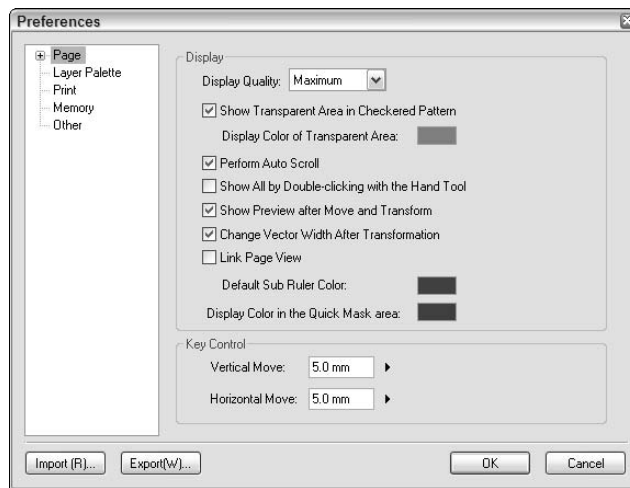 Preferences
Page
Layer Palette
Print
Memory
Other
Display
Display Quality: Maximum
Show Transparent Area in Checkered Pattern
Display Color of Transparent Area:
Perform Auto Scroll
Show All by Double-clicking with the Hand Tool
Show Preview after Move and Transform
Change Vector Width After Transformation
Link Page View
Default Sub Ruler Color:
Display Color in the Quick Mask area:
Key Control
Vertical Move: 5.0 mm
Horizontal Move: 5.0 mm
Import (R)... Export(W)... OK Cancel